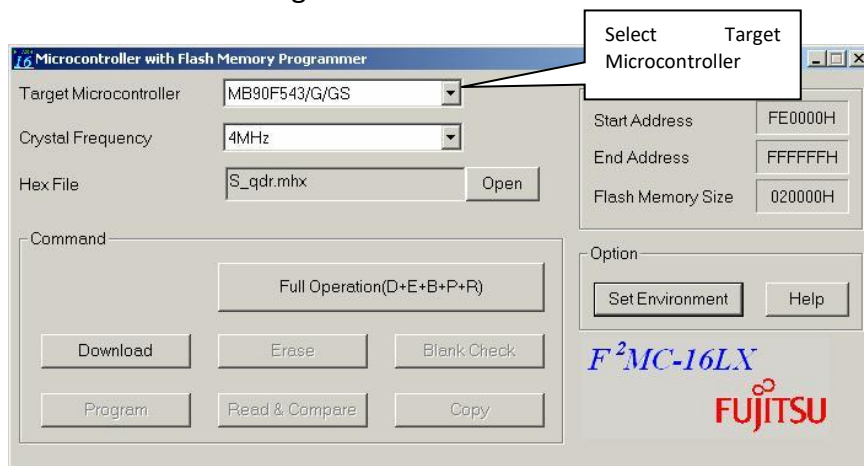 Select Target
Microcontroller
16 Microcontroller with Flash Memory Programmer
Target Microcontroller MB90F543/G/GS
Crystal Frequency 4MHz
Hex File S_qdr.mhx Open
Start Address FE0000H
End Address FFFFFFH
Flash Memory Size 020000H
Command
Full Operation(D+E+B+P+R)
Download Erase Blank Check
Program Read & Compare Copy
Option
Set Environment Help
F²MC-16LX
FUJITSU